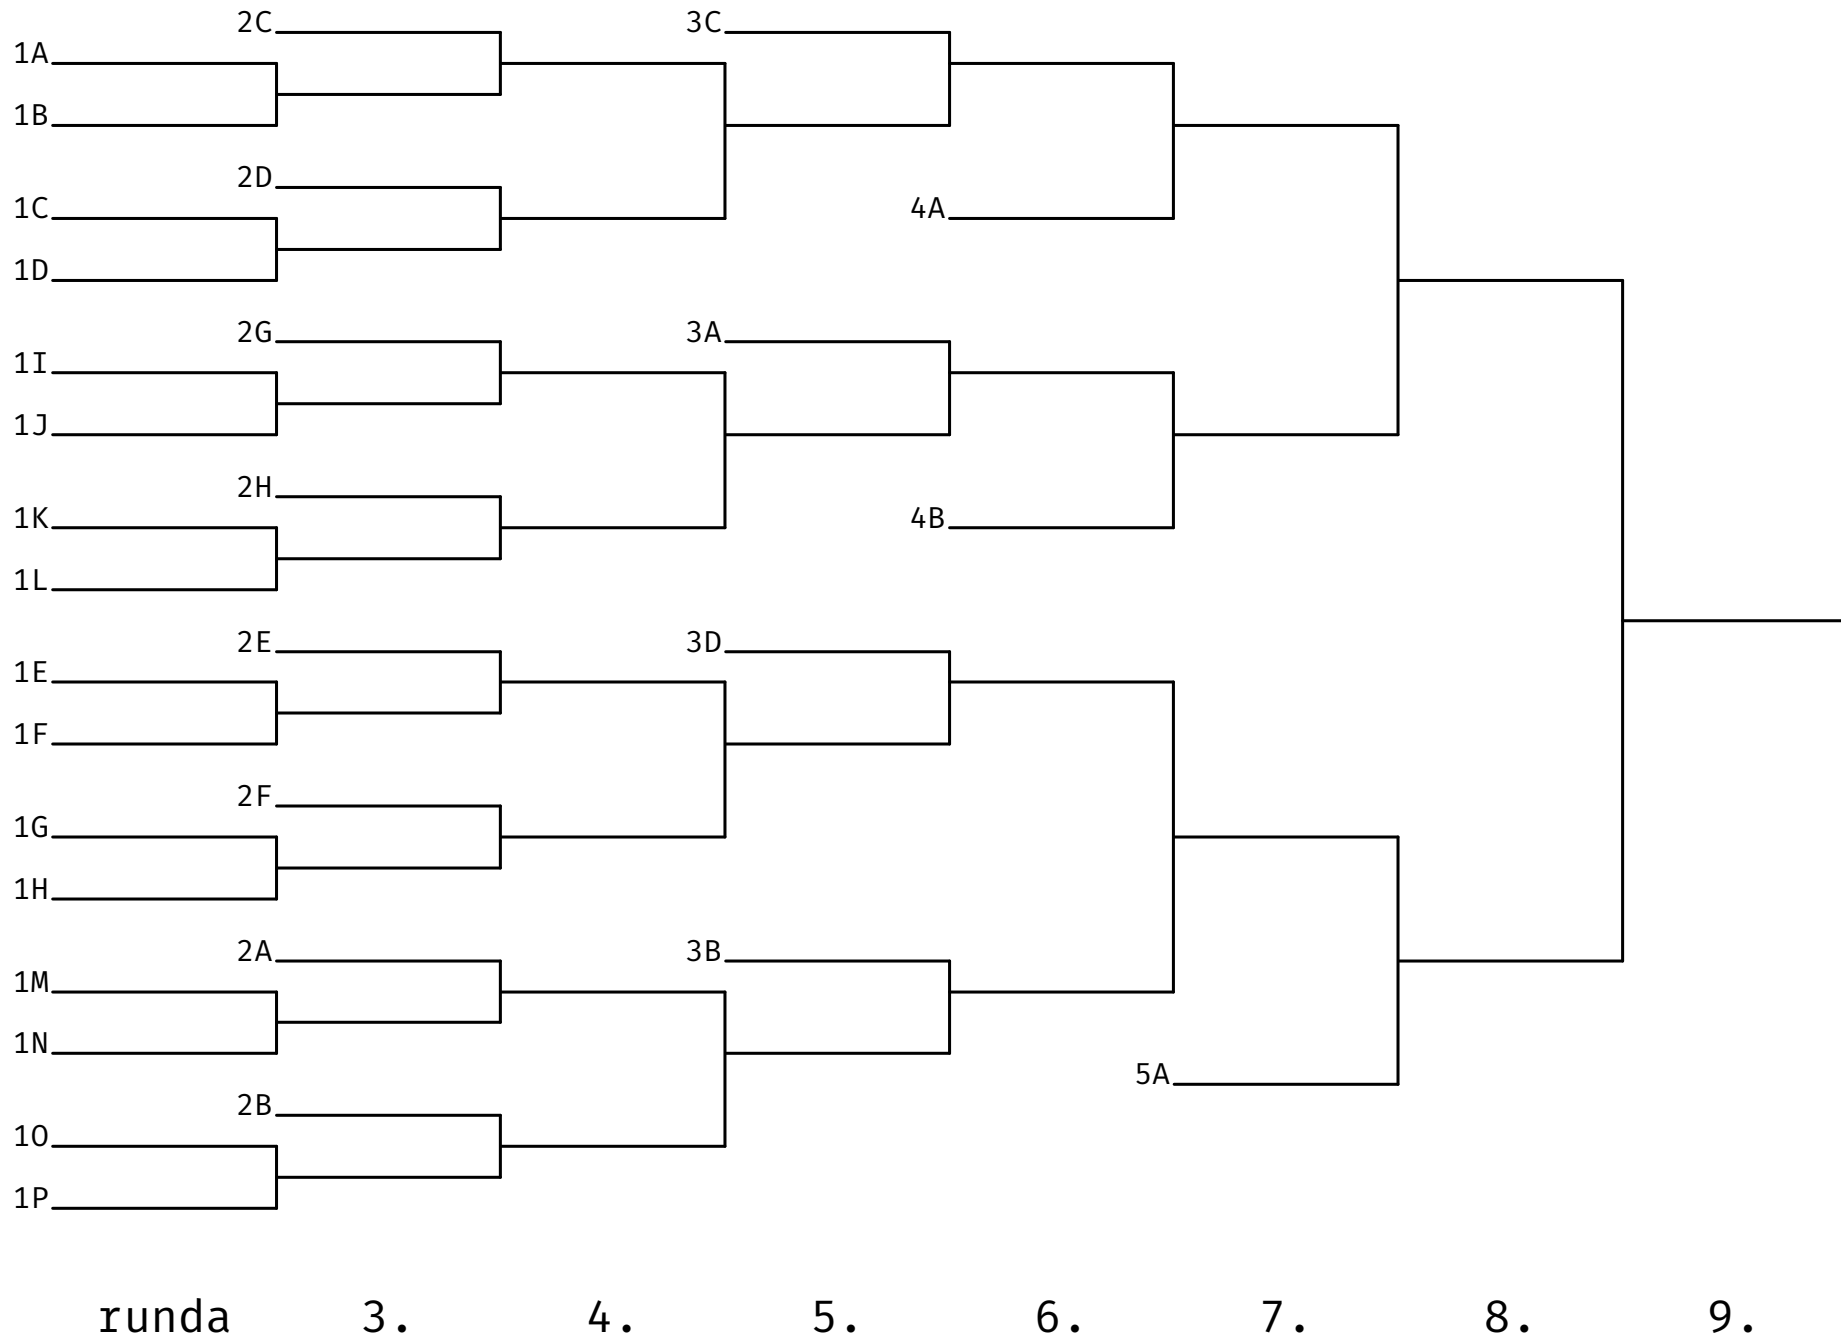 2C 3C
1A
1B
2D
1C 4A
1D
2G 3A
1I
1J
2H
1K 4B
1L
2E 3D
1E
1F
2F
1G
1H
2A 3B
1M
1N
5A
2B
1O
1P
runda 3. 4. 5. 6. 7. 8. 9.